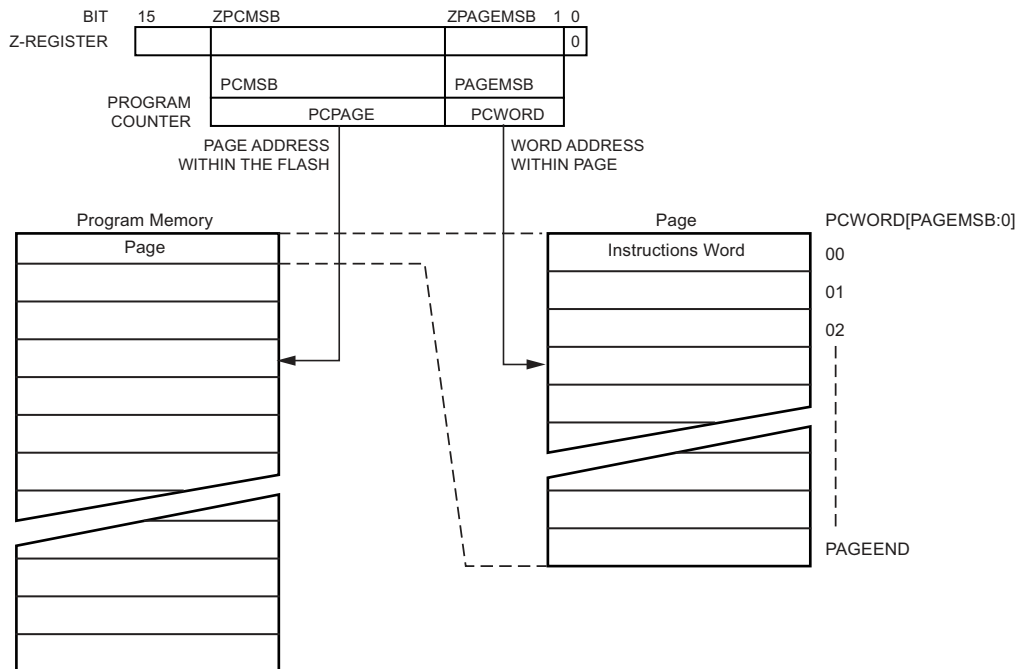 BIT 15 ZPCMSB ZPAGEMSB 1 0
Z-REGISTER 0
PCMSB PAGEMSB
PROGRAM
COUNTER
PCPAGE PCWORD
PAGE ADDRESS
WITHIN THE FLASH
WORD ADDRESS
WITHIN PAGE
Program Memory
Page
Page
Instructions Word
PCWORD[PAGEMSB:0]
00
01
02
PAGEEND